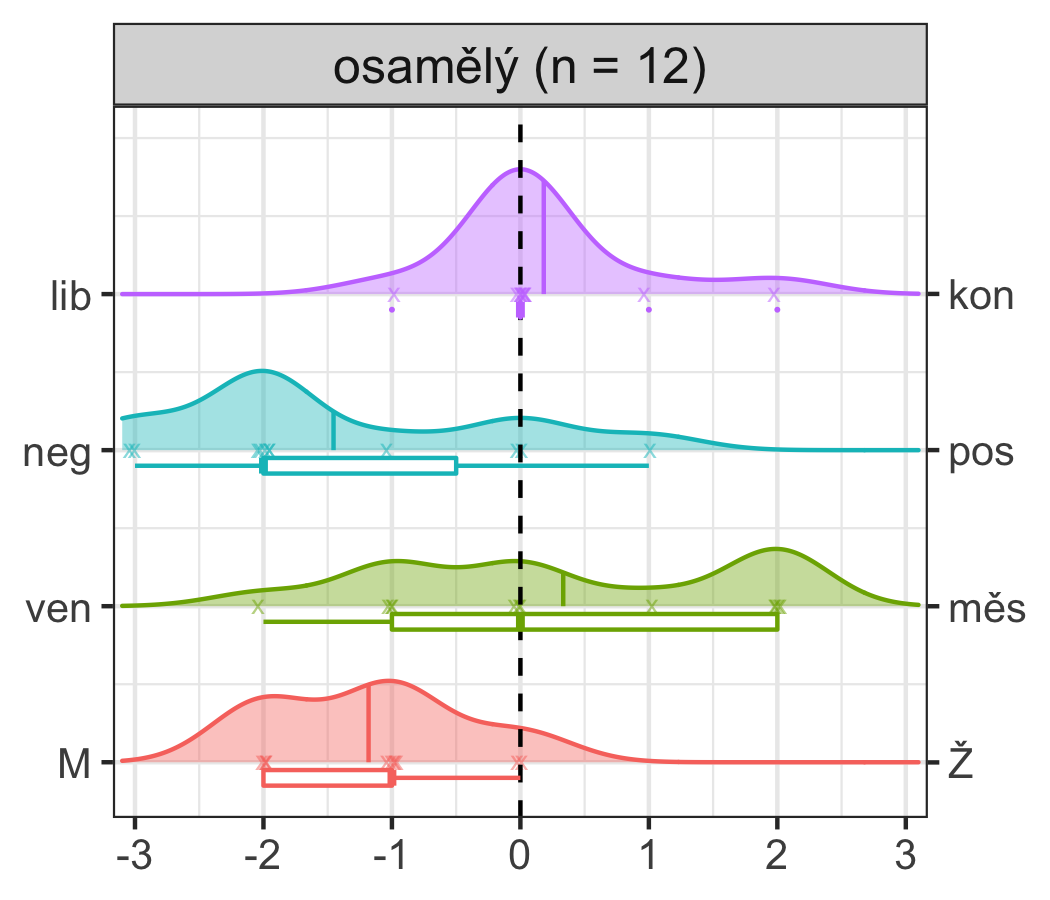 osamělý (n = 12)
lib kon
neg pos
ven měs
M Ž
-3 -2 -1 0 1 2 3